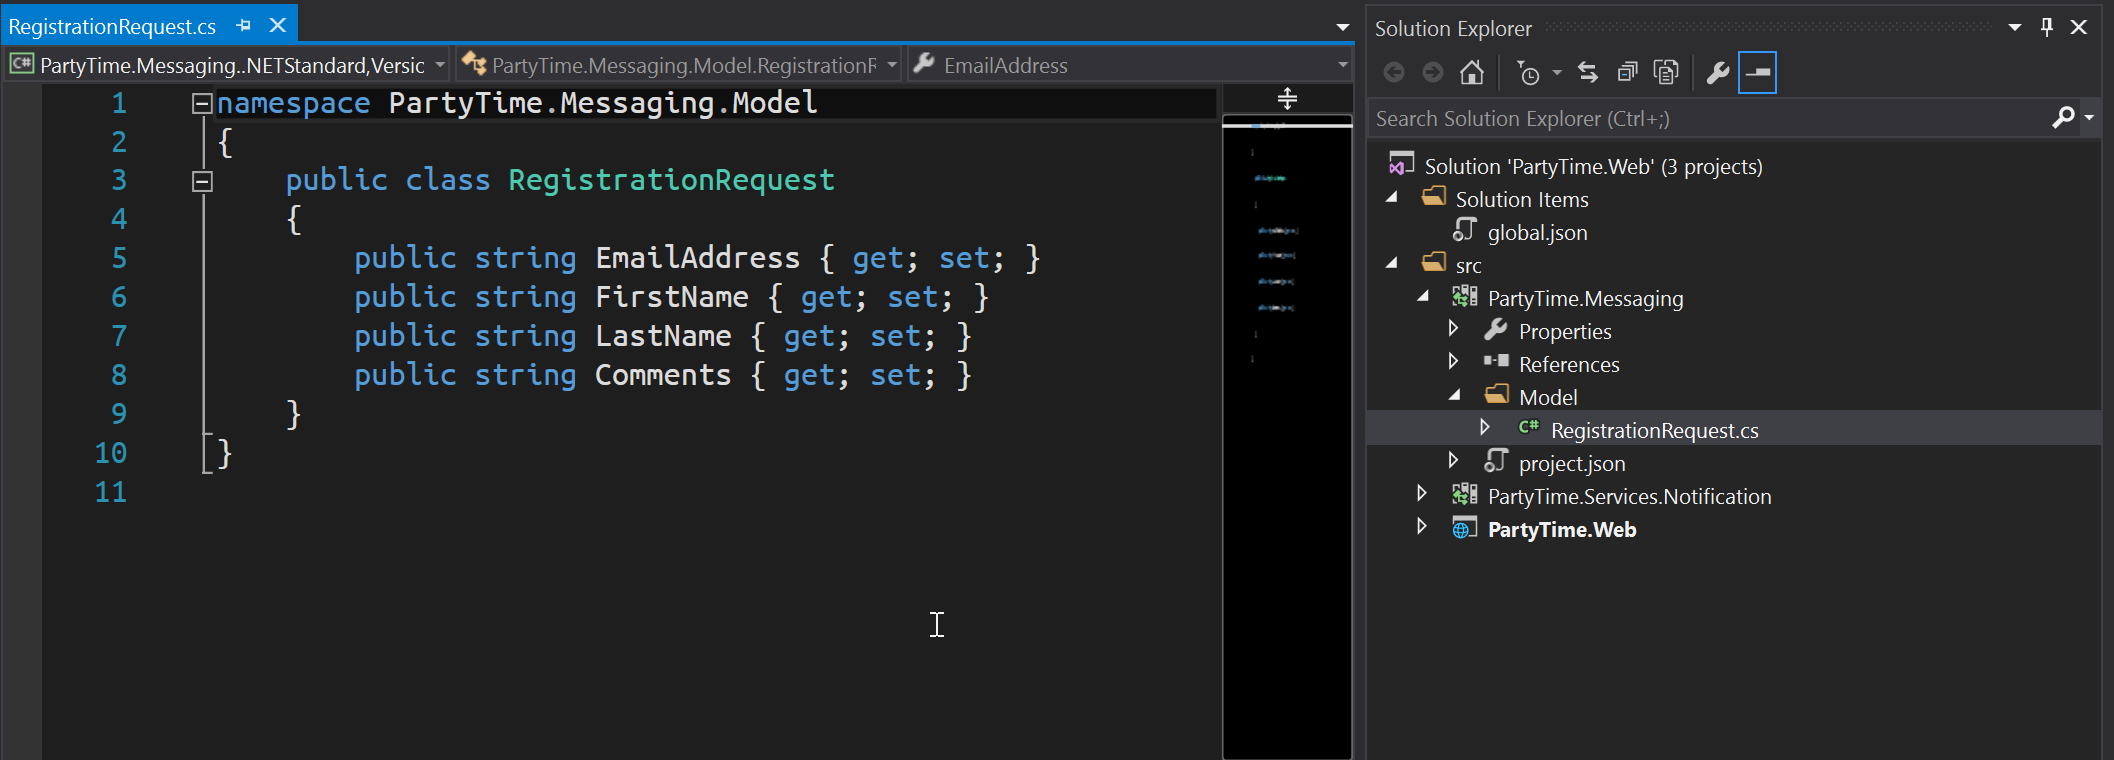 RegistrationRequest.cs
PartyTime.Messaging..NETStandard,Versic
PartyTime.Messaging.Model.RegistrationR
EmailAddress
1 namespace PartyTime.Messaging.Model
2 {
3 public class RegistrationRequest
4 {
5 public string EmailAddress { get; set; }
6 public string FirstName { get; set; }
7 public string LastName { get; set; }
8 public string Comments { get; set; }
9 }
10 }
11
Solution Explorer
Search Solution Explorer (Ctrl+;)
Solution 'PartyTime.Web' (3 projects)
Solution Items
global.json
src
PartyTime.Messaging
Properties
References
Model
C# RegistrationRequest.cs
project.json
PartyTime.Services.Notification
PartyTime.Web